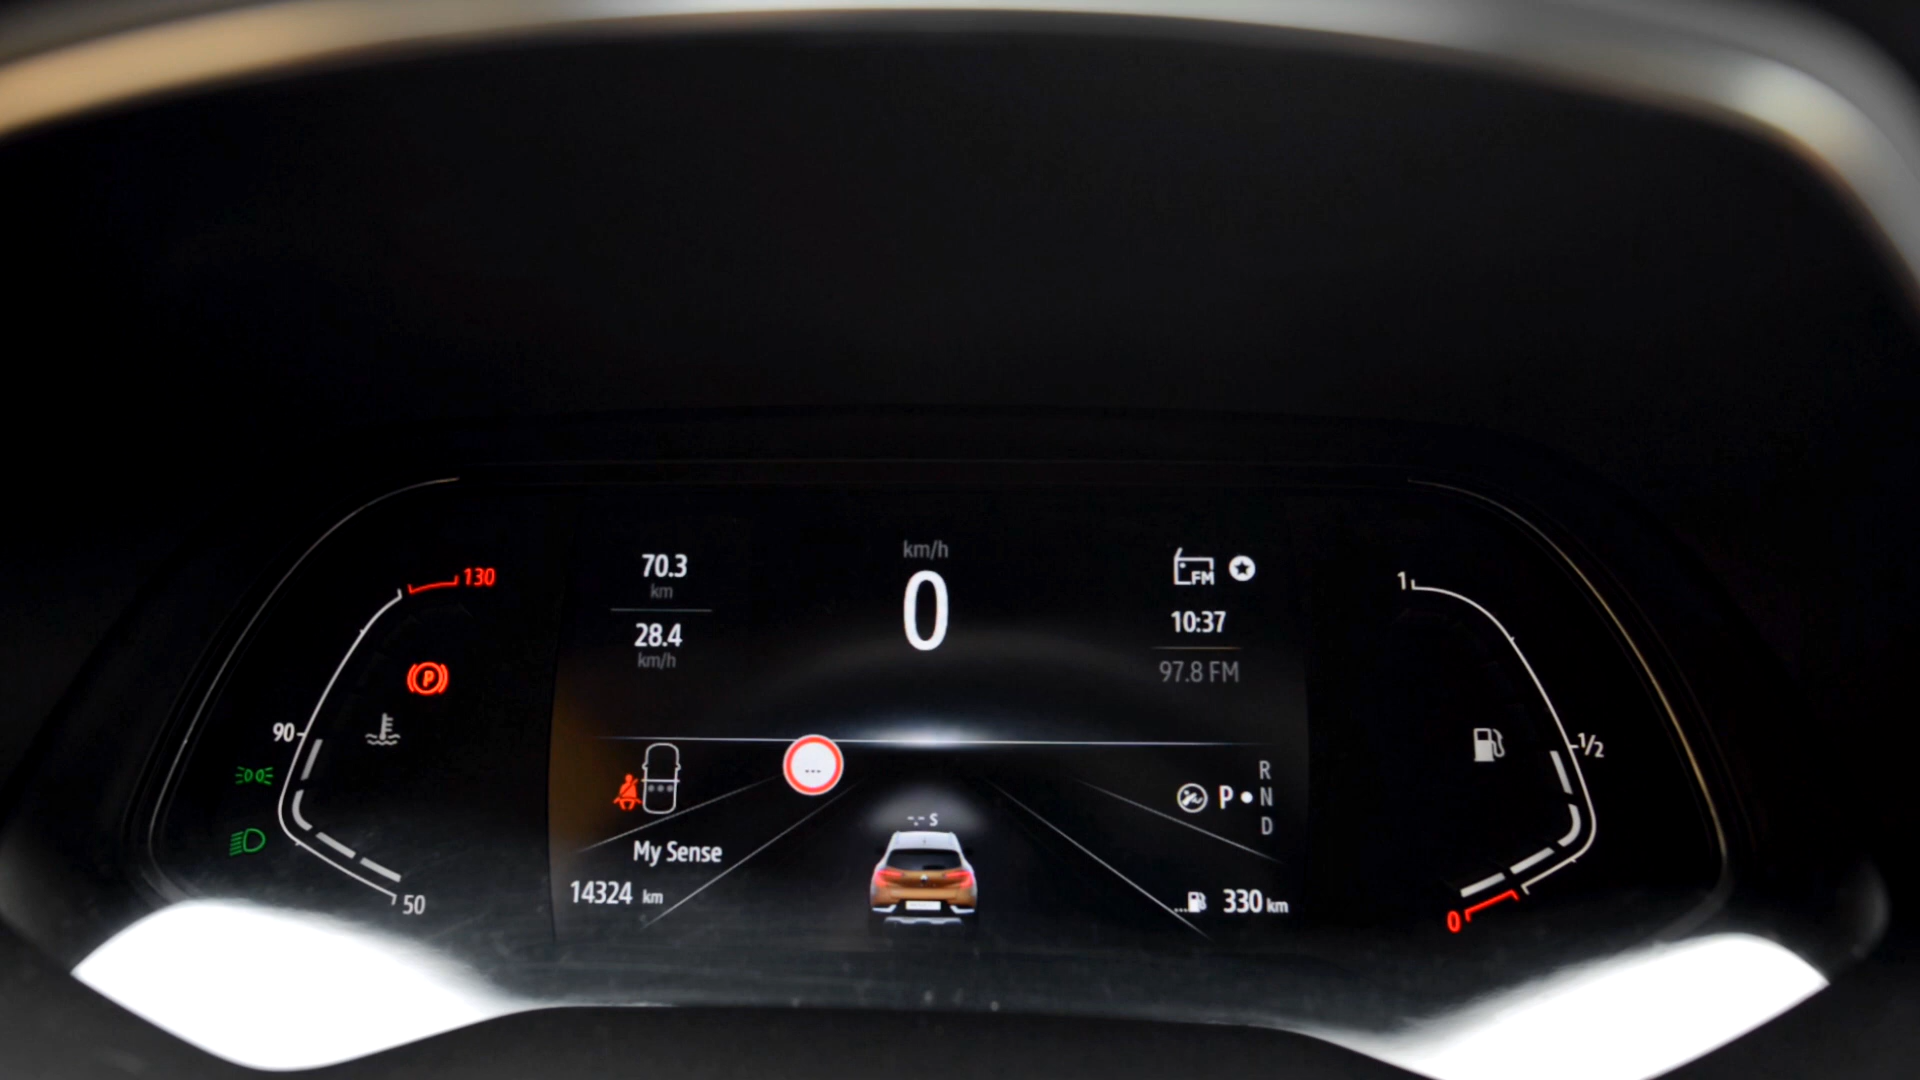 130
P
90
50
70.3
km
28.4
km/h
km/h
0
FM
10:37
97.8 FM
...
-.- s
My Sense
14324 km
R
P • N
D
... 330 km
1
1/2
0